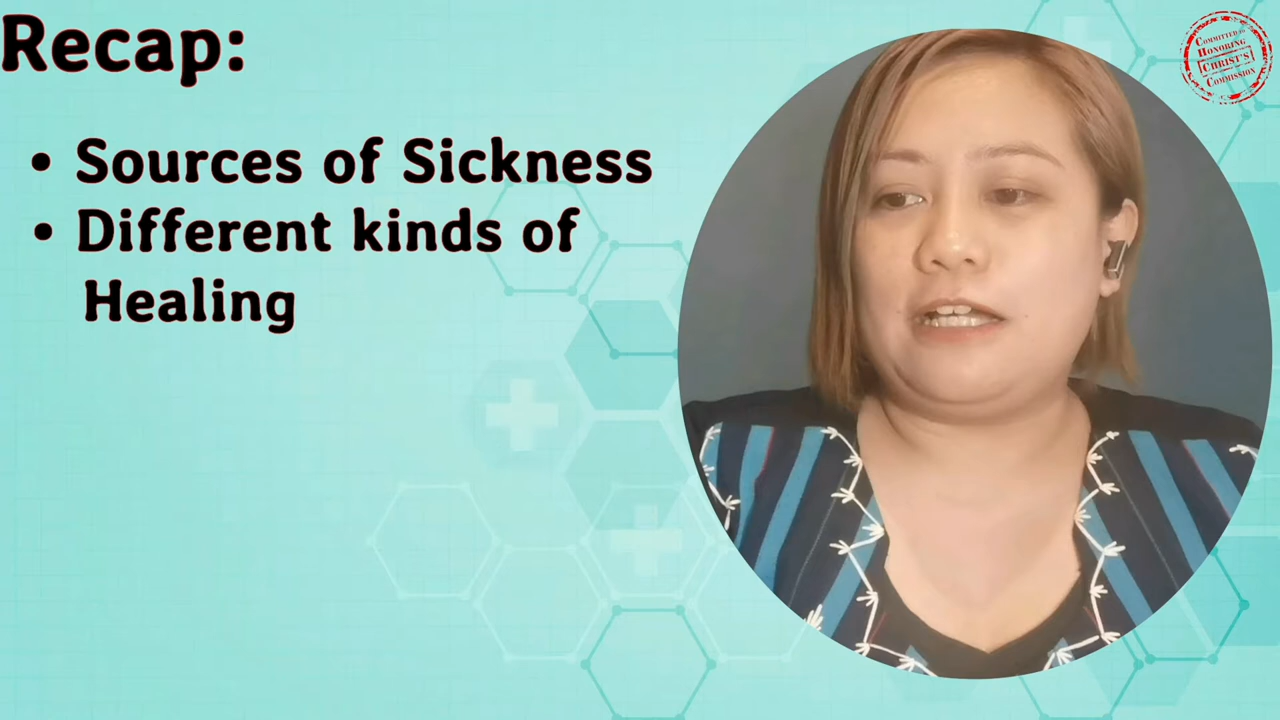 Recap:
• Sources of Sickness
• Different kinds of
Healing
COMMITTED TO
HONORING
CHRIST'S
COMMISSION